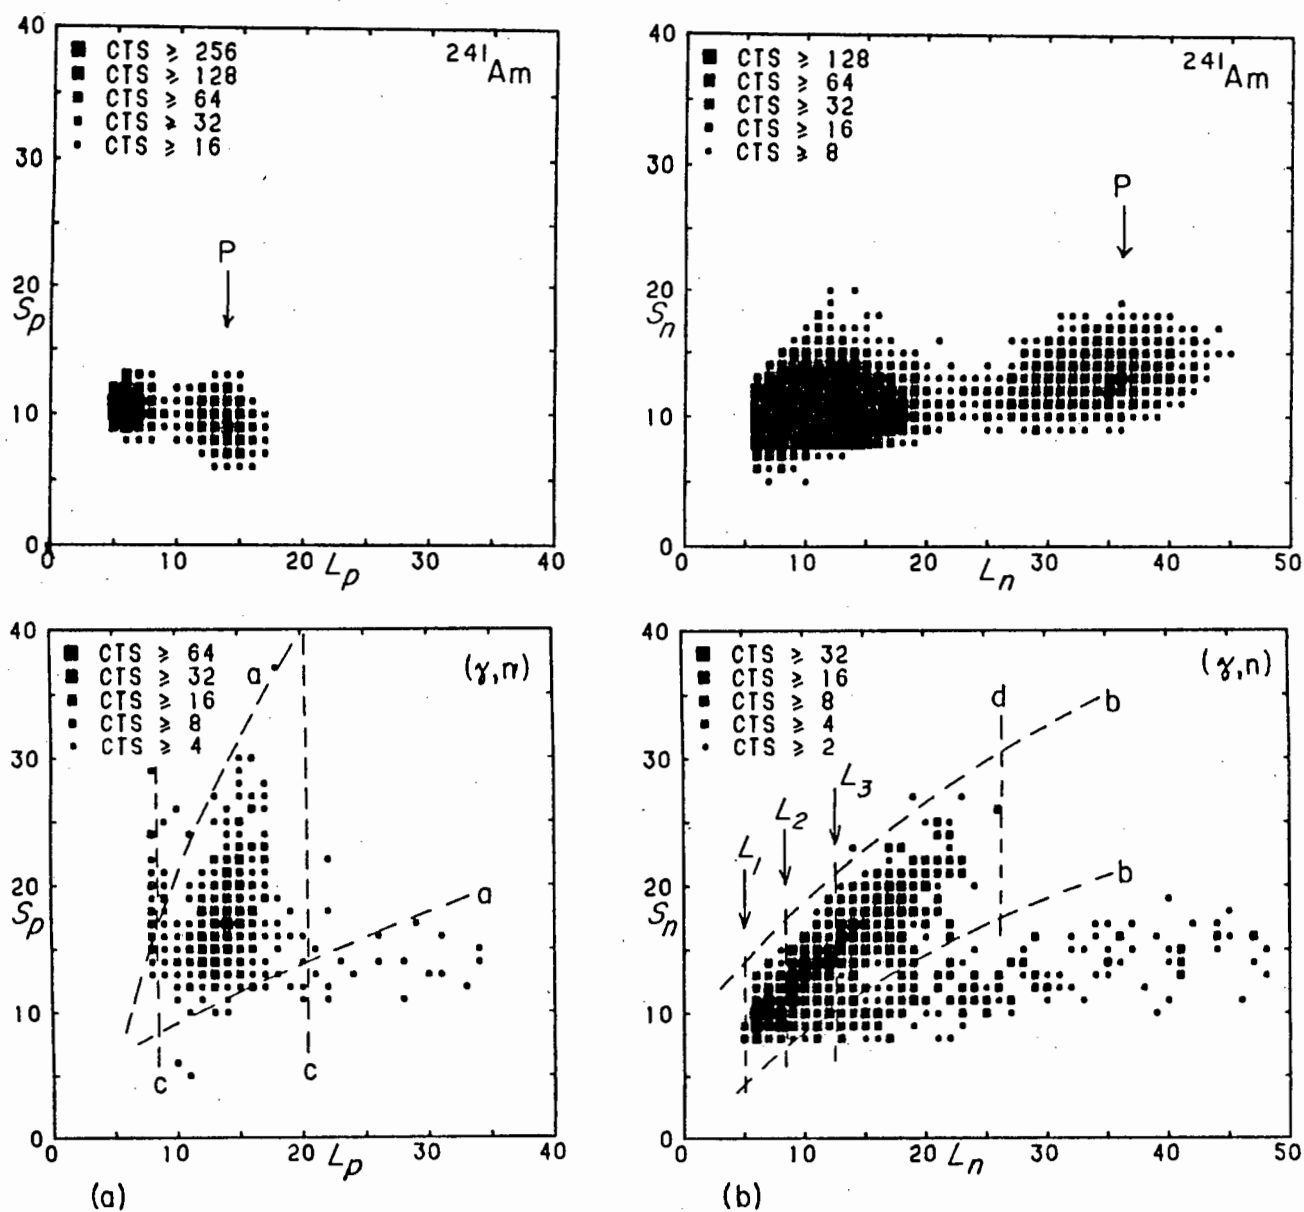 40
CTS ≥ 256
CTS ≥ 128
CTS ≥ 64
CTS ≥ 32
CTS ≥ 16
²⁴¹Am
30
P
20
Sₚ
10
0
0 10 20 30 40
Lₚ
40
CTS ≥ 128
CTS ≥ 64
CTS ≥ 32
CTS ≥ 16
CTS ≥ 8
²⁴¹Am
30
P
20
Sₙ
10
0
0 10 20 30 40 50
Lₙ
40
CTS ≥ 64
CTS ≥ 32
CTS ≥ 16
CTS ≥ 8
CTS ≥ 4
a
(γ,n)
30
20
Sₚ
a
10
c
c
0
0 10 20 30 40
Lₚ
(a)
40
CTS ≥ 32
CTS ≥ 16
CTS ≥ 8
CTS ≥ 4
CTS ≥ 2
(γ,n)
d
b
30
L₃
L₂
L₁
b
20
Sₙ
10
0
0 10 20 30 40 50
Lₙ
(b)